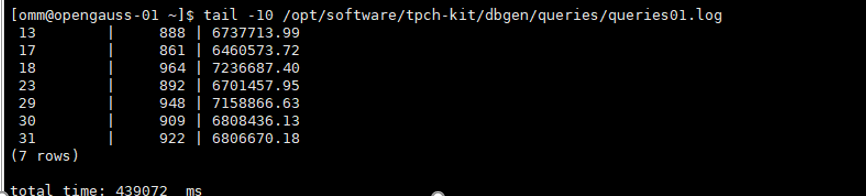 [omm@opengauss-01 ~]$ tail -10 /opt/software/tpch-kit/dbgen/queries/queries01.log
 13        |     888 | 6737713.99
 17        |     861 | 6460573.72
 18        |     964 | 7236687.40
 23        |     892 | 6701457.95
 29        |     948 | 7158866.63
 30        |     909 | 6808436.13
 31        |     922 | 6806670.18
(7 rows)

total time: 439072  ms